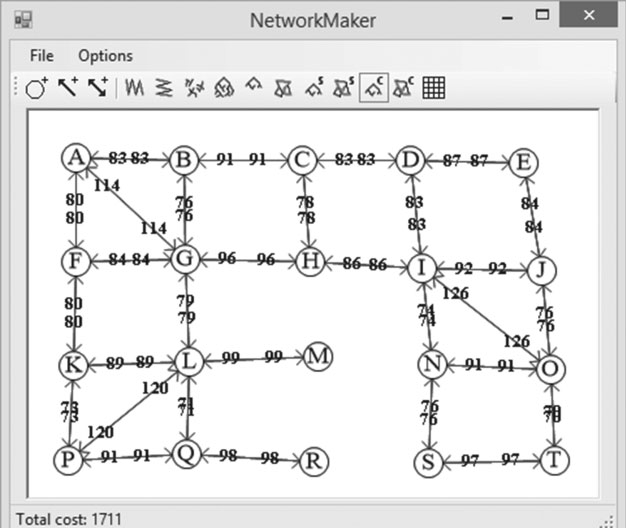 NetworkMaker
File Options
A 83 83 B 91 91 C 83 83 D 87 87 E
114
80 76 78 83 84
80 114 76 78 83 84
F 84 84 G 96 96 H 86 86 I 92 92 J
80 79 74 126 76
80 79 74 126 76
K 89 89 L 99 99 M N 91 91 O
120
73 71 76
73 71 76
120
P 91 91 Q 98 98 R S 97 97 T
Total cost: 1711